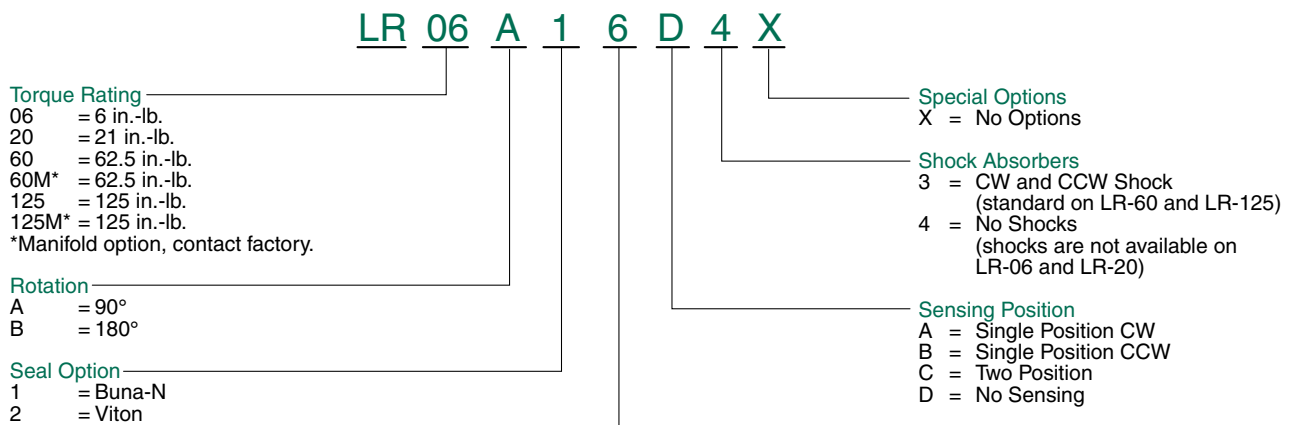 LR 06 A 1 6 D 4 X
Torque Rating
06 = 6 in.-lb.
20 = 21 in.-lb.
60 = 62.5 in.-lb.
60M* = 62.5 in.-lb.
125 = 125 in.-lb.
125M* = 125 in.-lb.
*Manifold option, contact factory.
Rotation
A = 90°
B = 180°
Seal Option
1 = Buna-N
2 = Viton
Special Options
X = No Options
Shock Absorbers
3 = CW and CCW Shock
(standard on LR-60 and LR-125)
4 = No Shocks
(shocks are not available on
LR-06 and LR-20)
Sensing Position
A = Single Position CW
B = Single Position CCW
C = Two Position
D = No Sensing